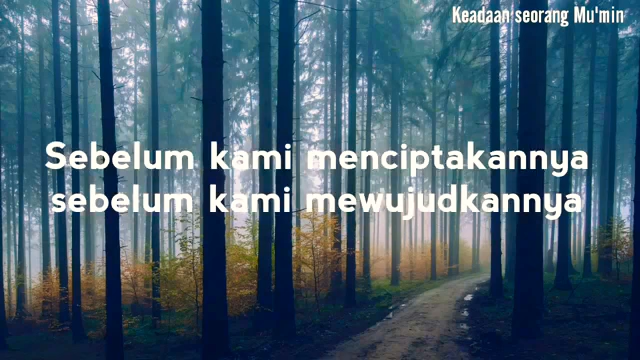 Keadaan seorang Mu'min
Sebelum kami menciptakannya
sebelum kami mewujudkannya